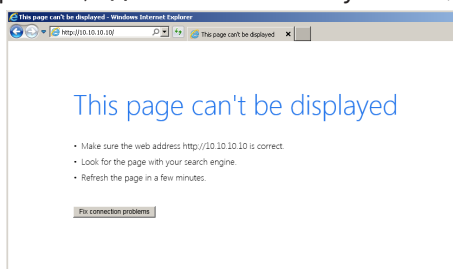 This page can't be displayed - Windows Internet Explorer
http://10.10.10.10/
This page can't be displayed
This page can't be displayed
• Make sure the web address http://10.10.10.10 is correct.
• Look for the page with your search engine.
• Refresh the page in a few minutes.
Fix connection problems